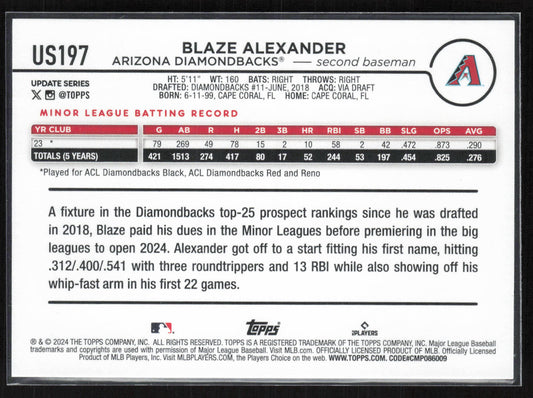 US197
BLAZE ALEXANDER
ARIZONA DIAMONDBACKS® — second baseman
UPDATE SERIES
@TOPPS
HT: 5'11" WT: 160 BATS: RIGHT THROWS: RIGHT
DRAFTED: DIAMONDBACKS #11-JUNE, 2018 ACQ: VIA DRAFT
BORN: 6-11-99, CAPE CORAL, FL HOME: CAPE CORAL, FL
MINOR LEAGUE BATTING RECORD
YR CLUB G AB R H 2B 3B HR RBI SB BB SLG OPS AVG
23 * 79 269 49 78 15 2 10 58 2 42 .472 .873 .290
TOTALS (5 YEARS) 421 1513 274 417 80 17 52 244 53 197 .454 .825 .276
*Played for ACL Diamondbacks Black, ACL Diamondbacks Red and Reno
A fixture in the Diamondbacks top-25 prospect rankings since he was drafted
in 2018, Blaze paid his dues in the Minor Leagues before premiering in the big
leagues to open 2024. Alexander got off to a start fitting his first name, hitting
.312/.400/.541 with three roundtrippers and 13 RBI while also showing off his
whip-fast arm in his first 22 games.
Topps
PLAYERS
® & © 2024 THE TOPPS COMPANY, INC. ALL RIGHTS RESERVED. TOPPS IS A REGISTERED TRADEMARK OF THE TOPPS COMPANY, INC. Major League Baseball
trademarks and copyrights are used with permission of Major League Baseball. Visit MLB.com. OFFICIALLY LICENSED PRODUCT OF MLB. Officially Licensed
Product of MLB Players, Inc. Visit MLBPLAYERS.com, the Players Choice on the web. WWW.TOPPS.COM. CODE#CMP086009